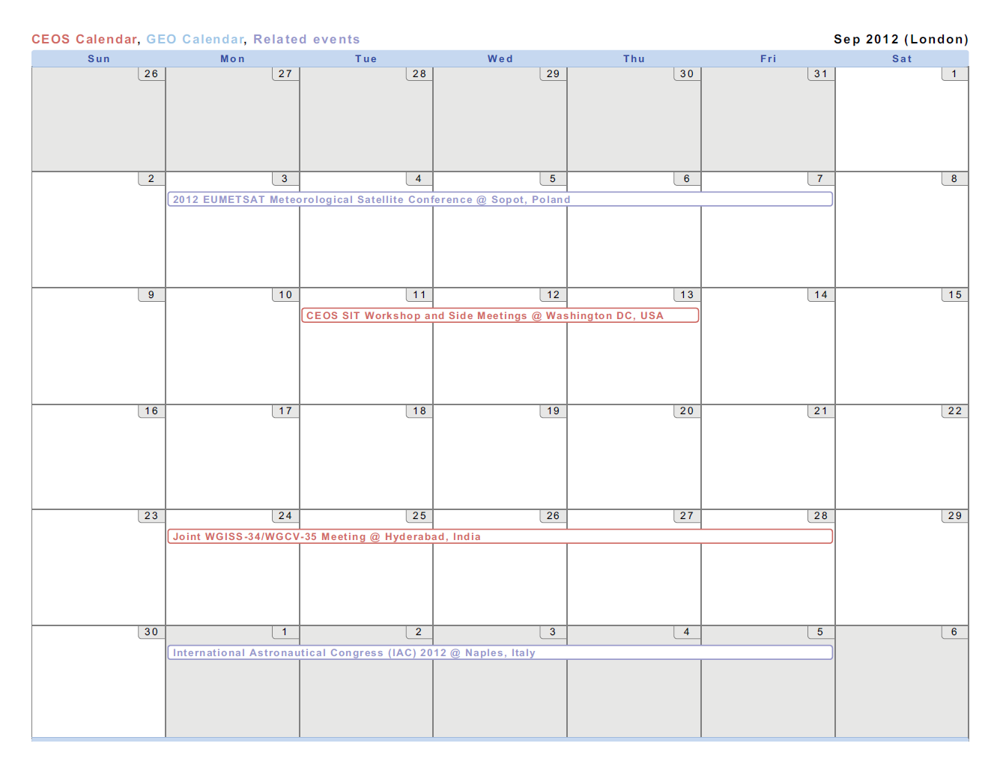 CEOS Calendar, GEO Calendar, Related events Sep 2012 (London)
Sun Mon Tue Wed Thu Fri Sat
26 27 28 29 30 31 1
2 3 4 5 6 7 8
2012 EUMETSAT Meteorological Satellite Conference @ Sopot, Poland
9 10 11 12 13 14 15
CEOS SIT Workshop and Side Meetings @ Washington DC, USA
16 17 18 19 20 21 22
23 24 25 26 27 28 29
Joint WGISS-34/WGCV-35 Meeting @ Hyderabad, India
30 1 2 3 4 5 6
International Astronautical Congress (IAC) 2012 @ Naples, Italy